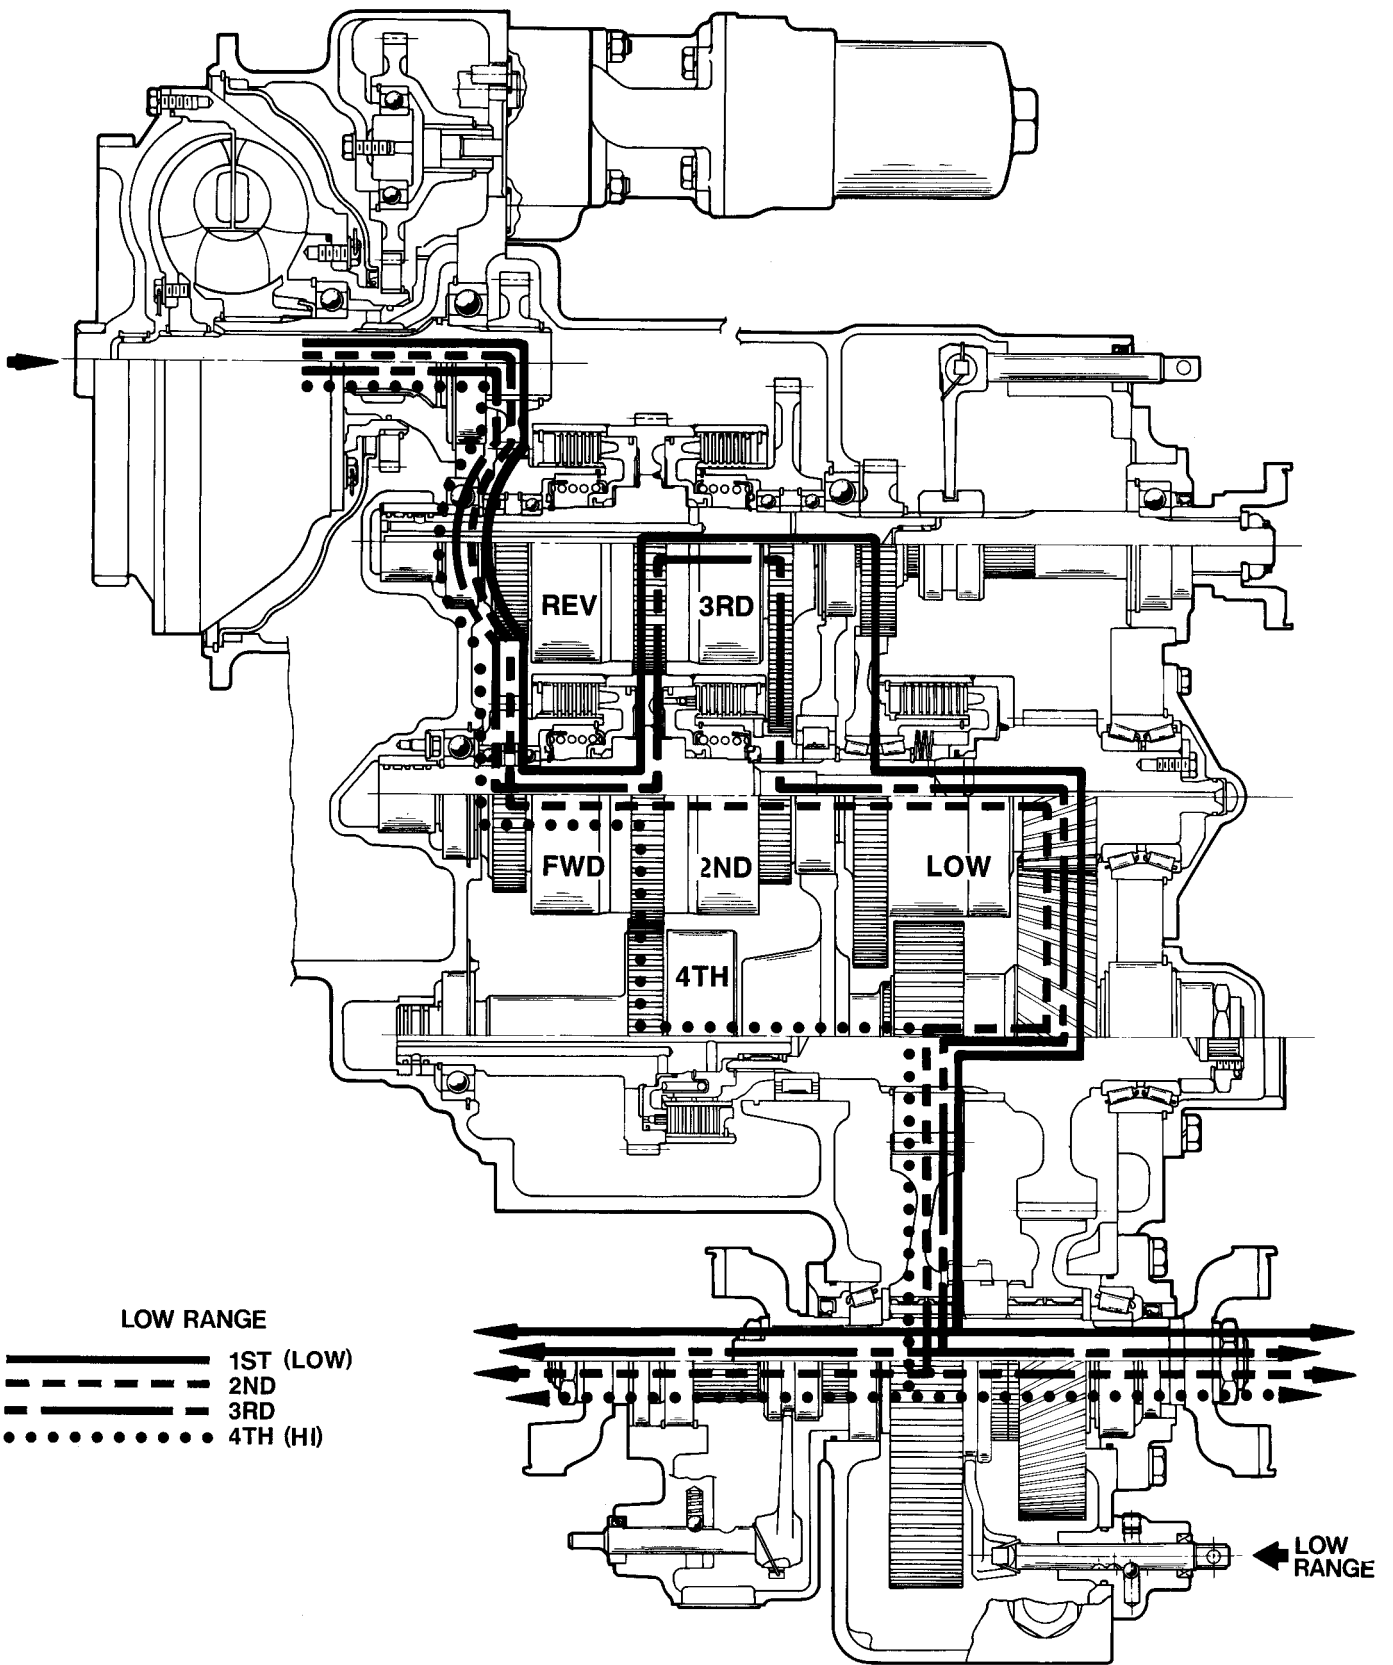 REV
3RD
FWD
2ND
LOW
4TH
LOW RANGE
1ST (LOW)
2ND
3RD
4TH (HI)
LOW
RANGE